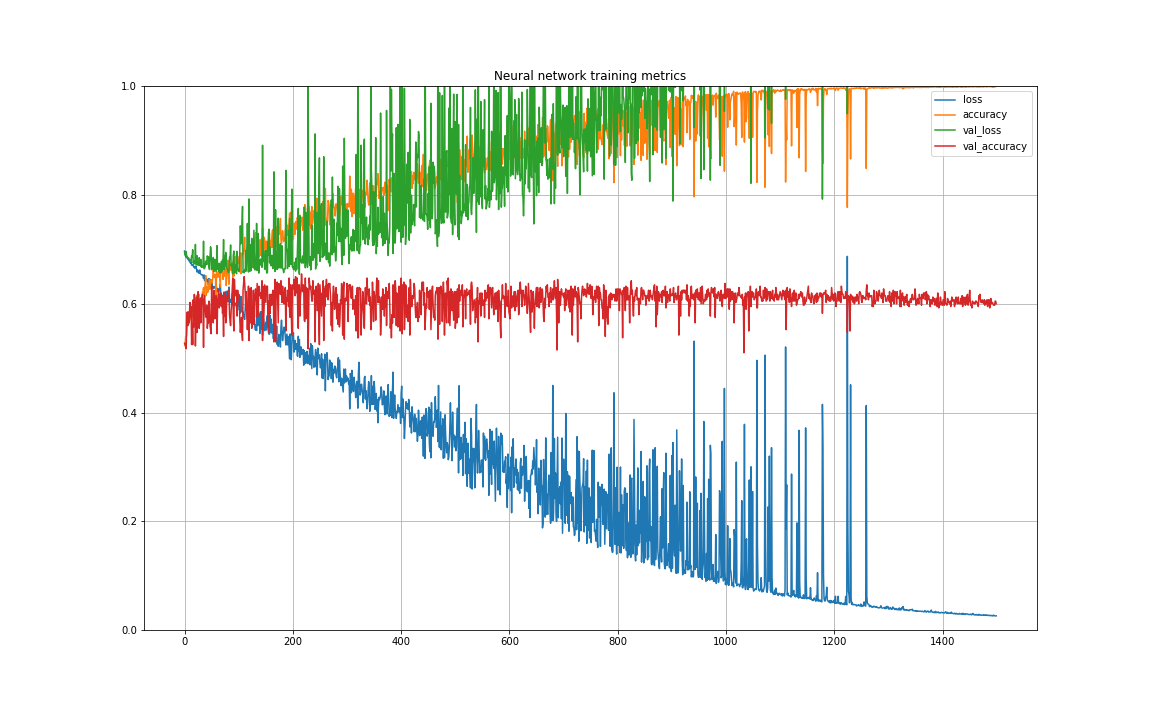 Neural network training metrics
1.0
0.8
0.6
0.4
0.2
0.0
loss
accuracy
val_loss
val_accuracy
0 200 400 600 800 1000 1200 1400